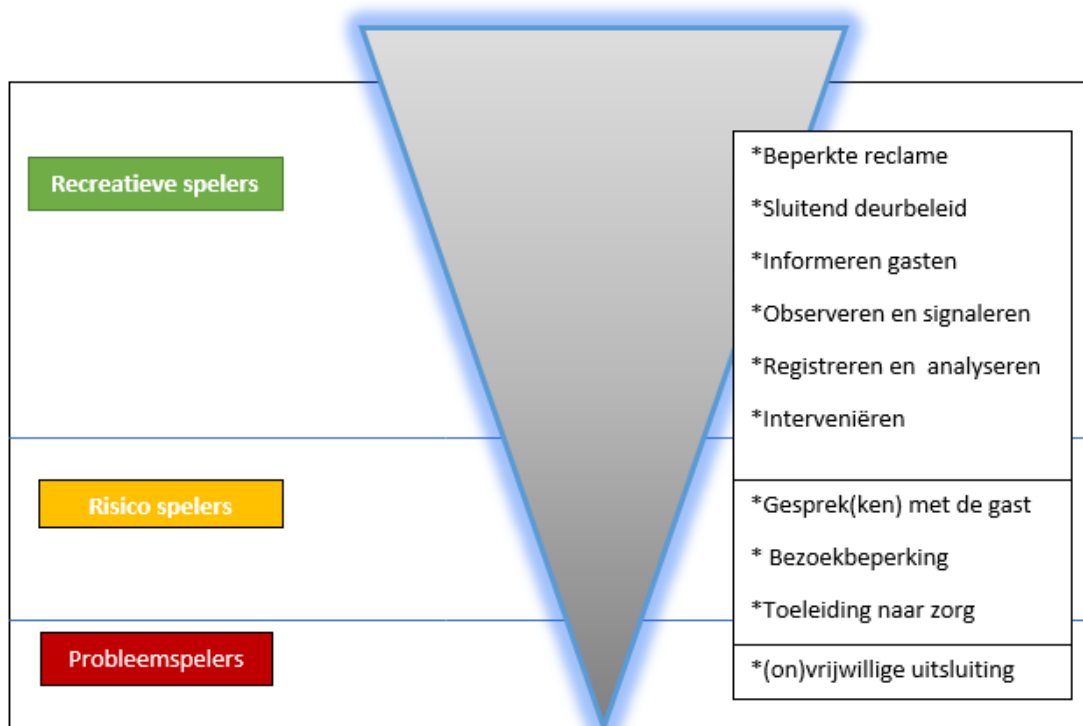 Recreatieve spelers
*Beperkte reclame
*Sluitend deurbeleid
*Informeren gasten
*Observeren en signaleren
*Registreren en  analyseren
*Interveniëren
Risico spelers
*Gesprek(ken) met de gast
* Bezoekbeperking
*Toeleiding naar zorg
Probleemspelers
*(on)vrijwillige uitsluiting